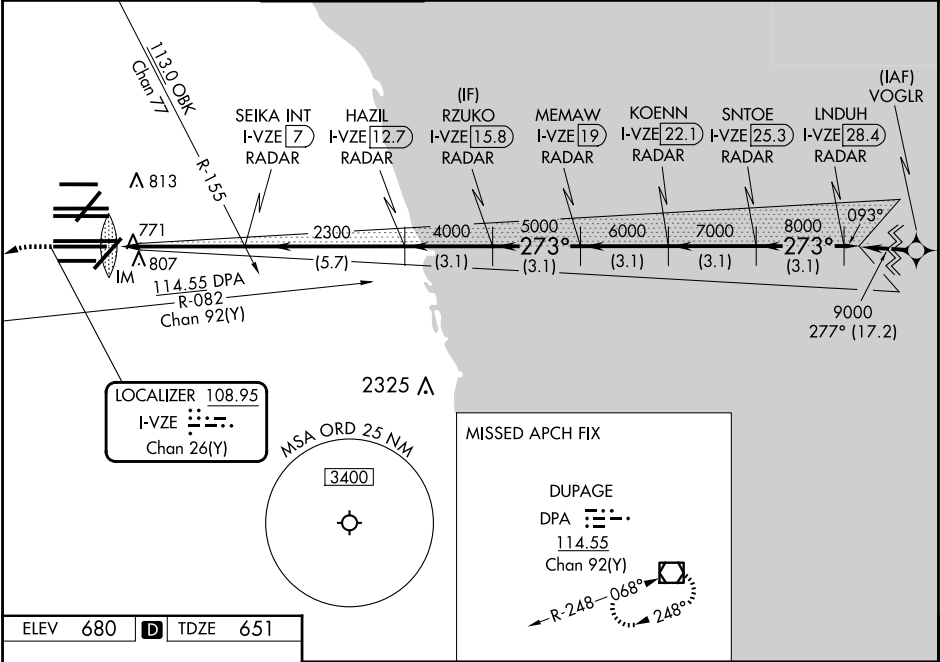 113.0 OBK
Chan 77
R-155
SEIKA INT
I-VZE 7
RADAR
HAZIL
I-VZE 12.7
RADAR
(IF)
RZUKO
I-VZE 15.8
RADAR
MEMAW
I-VZE 19
RADAR
KOENN
I-VZE 22.1
RADAR
SNTOE
I-VZE 25.3
RADAR
LNDUH
I-VZE 28.4
RADAR
(IAF)
VOGLR
813
771
807
IM
2300
4000
5000
6000
7000
8000
093°
273°
273°
(5.7)
(3.1)
(3.1)
(3.1)
(3.1)
(3.1)
9000
277° (17.2)
114.55 DPA
R-082
Chan 92(Y)
LOCALIZER 108.95
I-VZE
Chan 26(Y)
2325
MSA ORD 25 NM
3400
MISSED APCH FIX
DUPAGE
DPA
114.55
Chan 92(Y)
R-248
068°
248°
ELEV 680 D TDZE 651